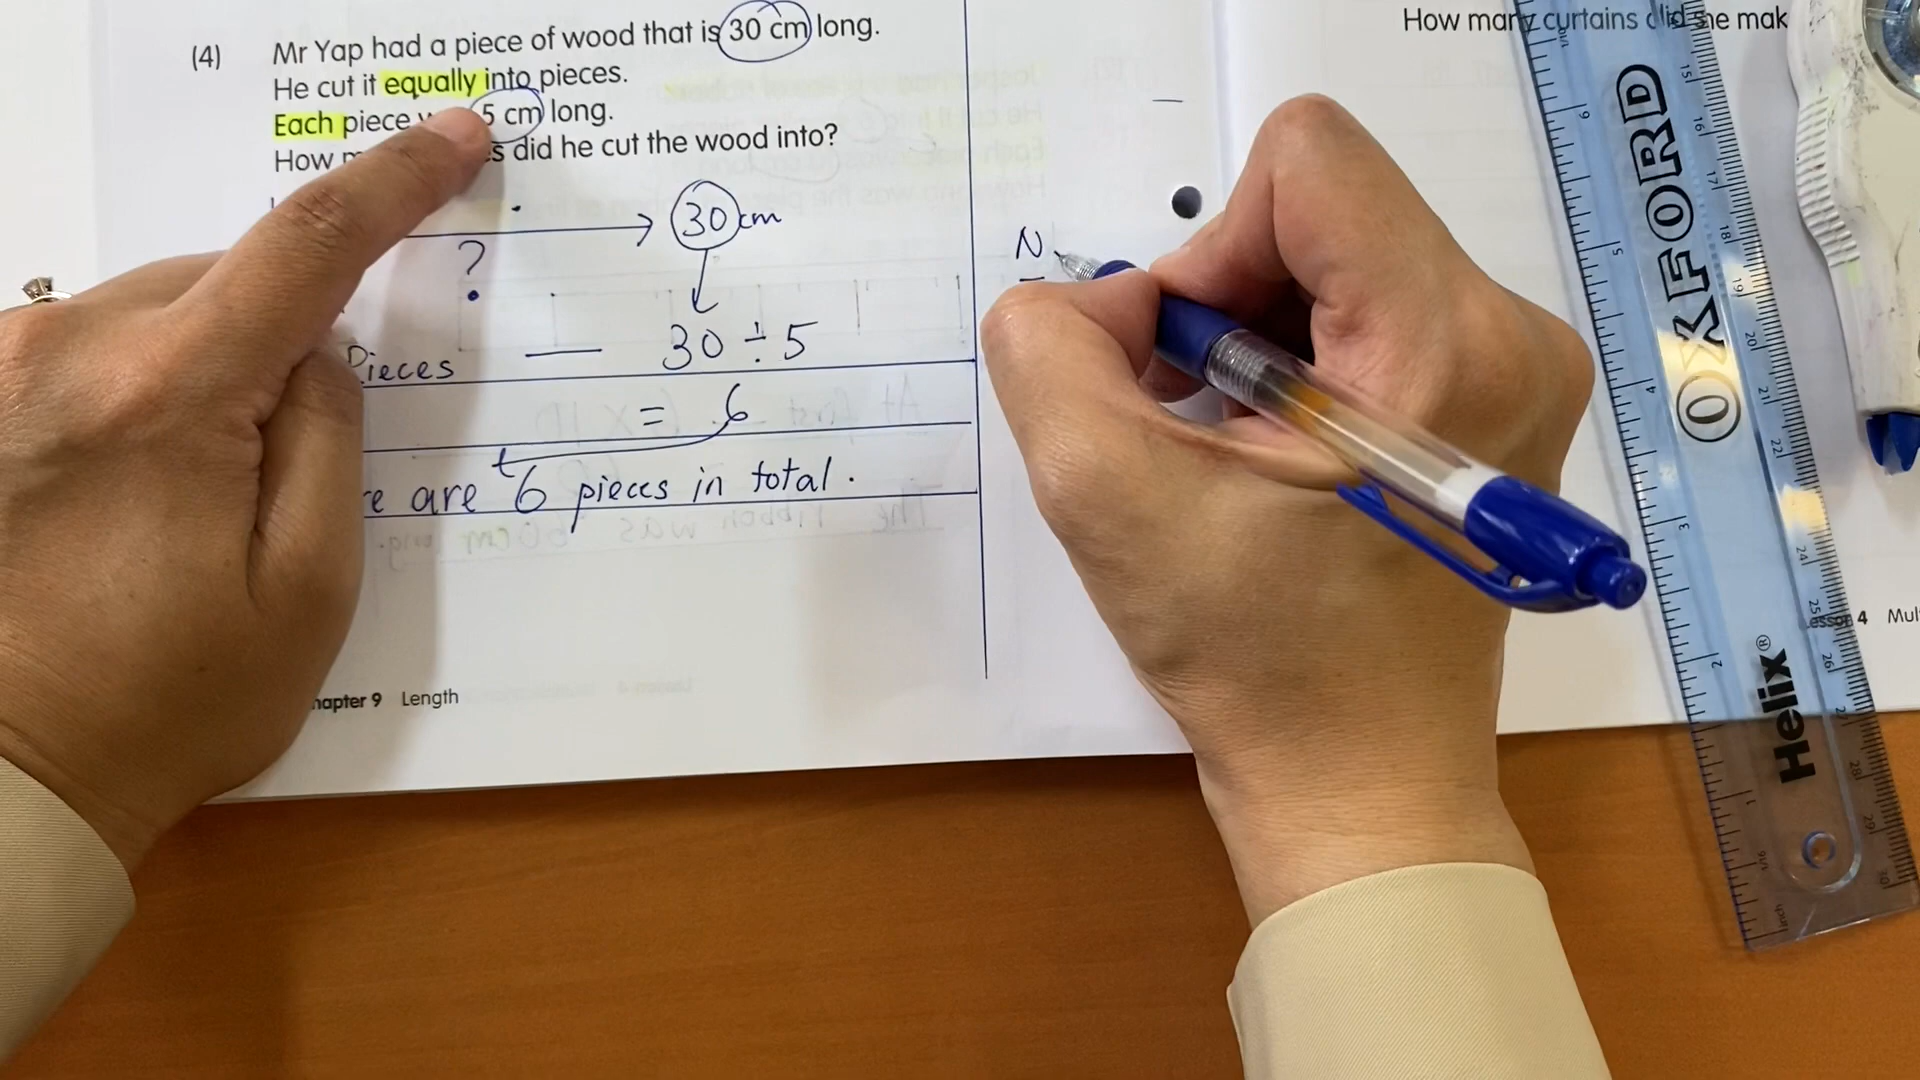 (4) Mr Yap had a piece of wood that is 30 cm long.
He cut it equally into pieces.
Each piece 5 cm long.
How did he cut the wood into?
30 cm
?
Pieces — 30 ÷ 5
= 6
are 6 pieces in total.
hapter 9 Length
N
How many curtains did she mak
esson 4 Mul
OXFORD
Helix®